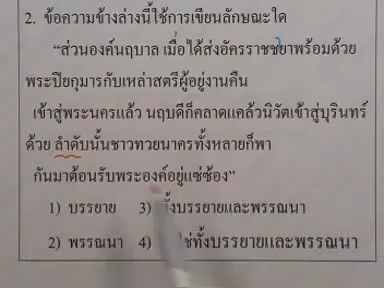 2. ข้อความข้างล่างนี้ใช้การเขียนลักษณะใด
“ส่วนองค์นฤบาล เมื่อได้ส่งอัครราชชยาพร้อมด้วย
พระปิยกุมารกับเหล่าสตรีผู้อยู่งานคืน
เข้าสู่พระนครแล้ว นฤบดีก็คลาดแคล้วนิวัตเข้าสู่บุรินทร์
ด้วย ลำดับนั้นชาวทวยนาครทั้งหลายก็พา
กันมาต้อนรับพระองค์อยู่แซ่ซ้อง”
1) บรรยาย 3) ทั้งบรรยายและพรรณนา
2) พรรณนา 4) ทั้งบรรยายและพรรณนา